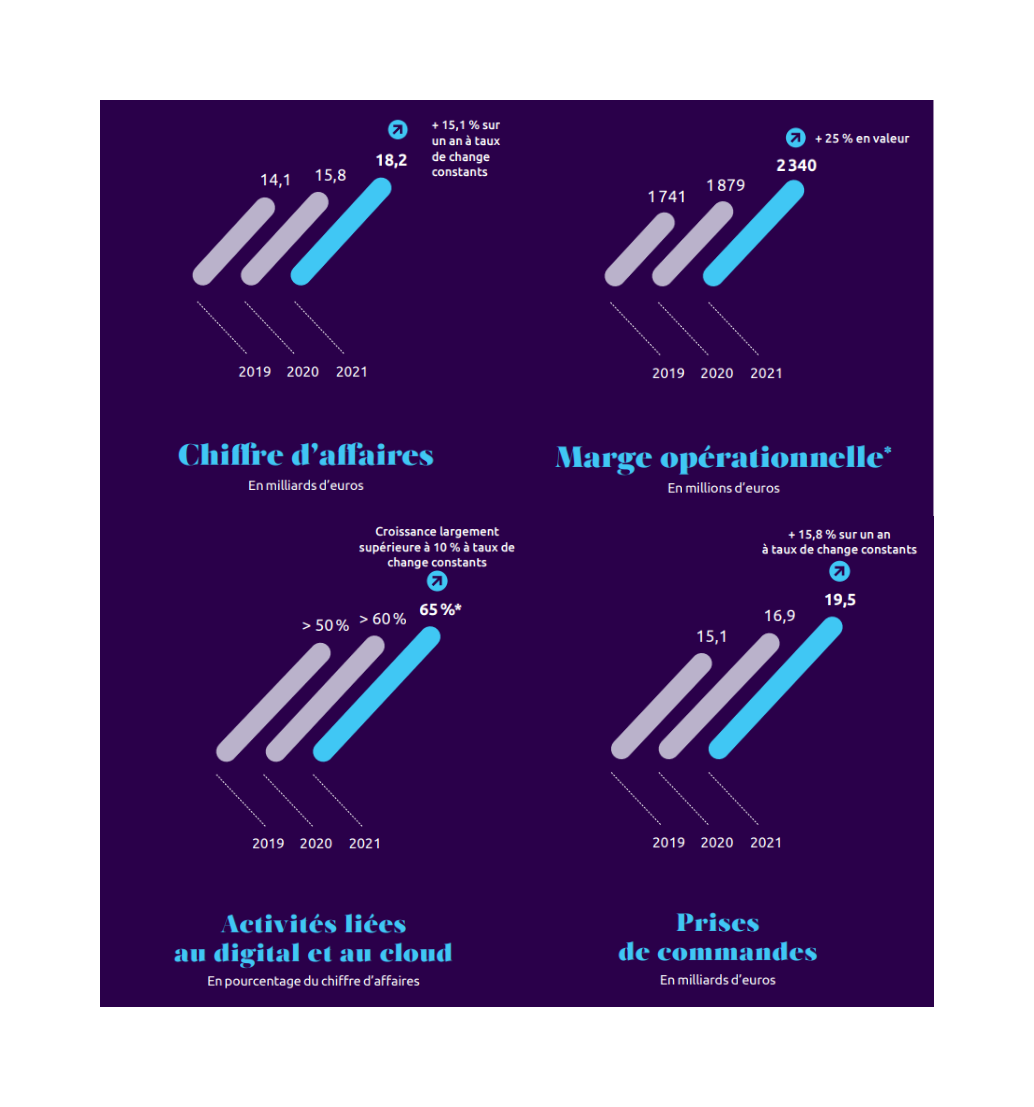 + 15,1 % sur
un an à taux
de change
constants
18,2
14,1
15,8
2019
2020
2021
Chiffre d'affaires
En milliards d'euros
+ 25 % en valeur
2 340
1 741
1 879
2019
2020
2021
Marge opérationnelle*
En millions d'euros
Croissance largement
supérieure à 10 % à taux de
change constants
> 50 %
> 60 %
65 %*
2019
2020
2021
Activités liées
au digital et au cloud
En pourcentage du chiffre d'affaires
+ 15,8 % sur un an
à taux de change constants
15,1
16,9
19,5
2019
2020
2021
Prises
de commandes
En milliards d'euros